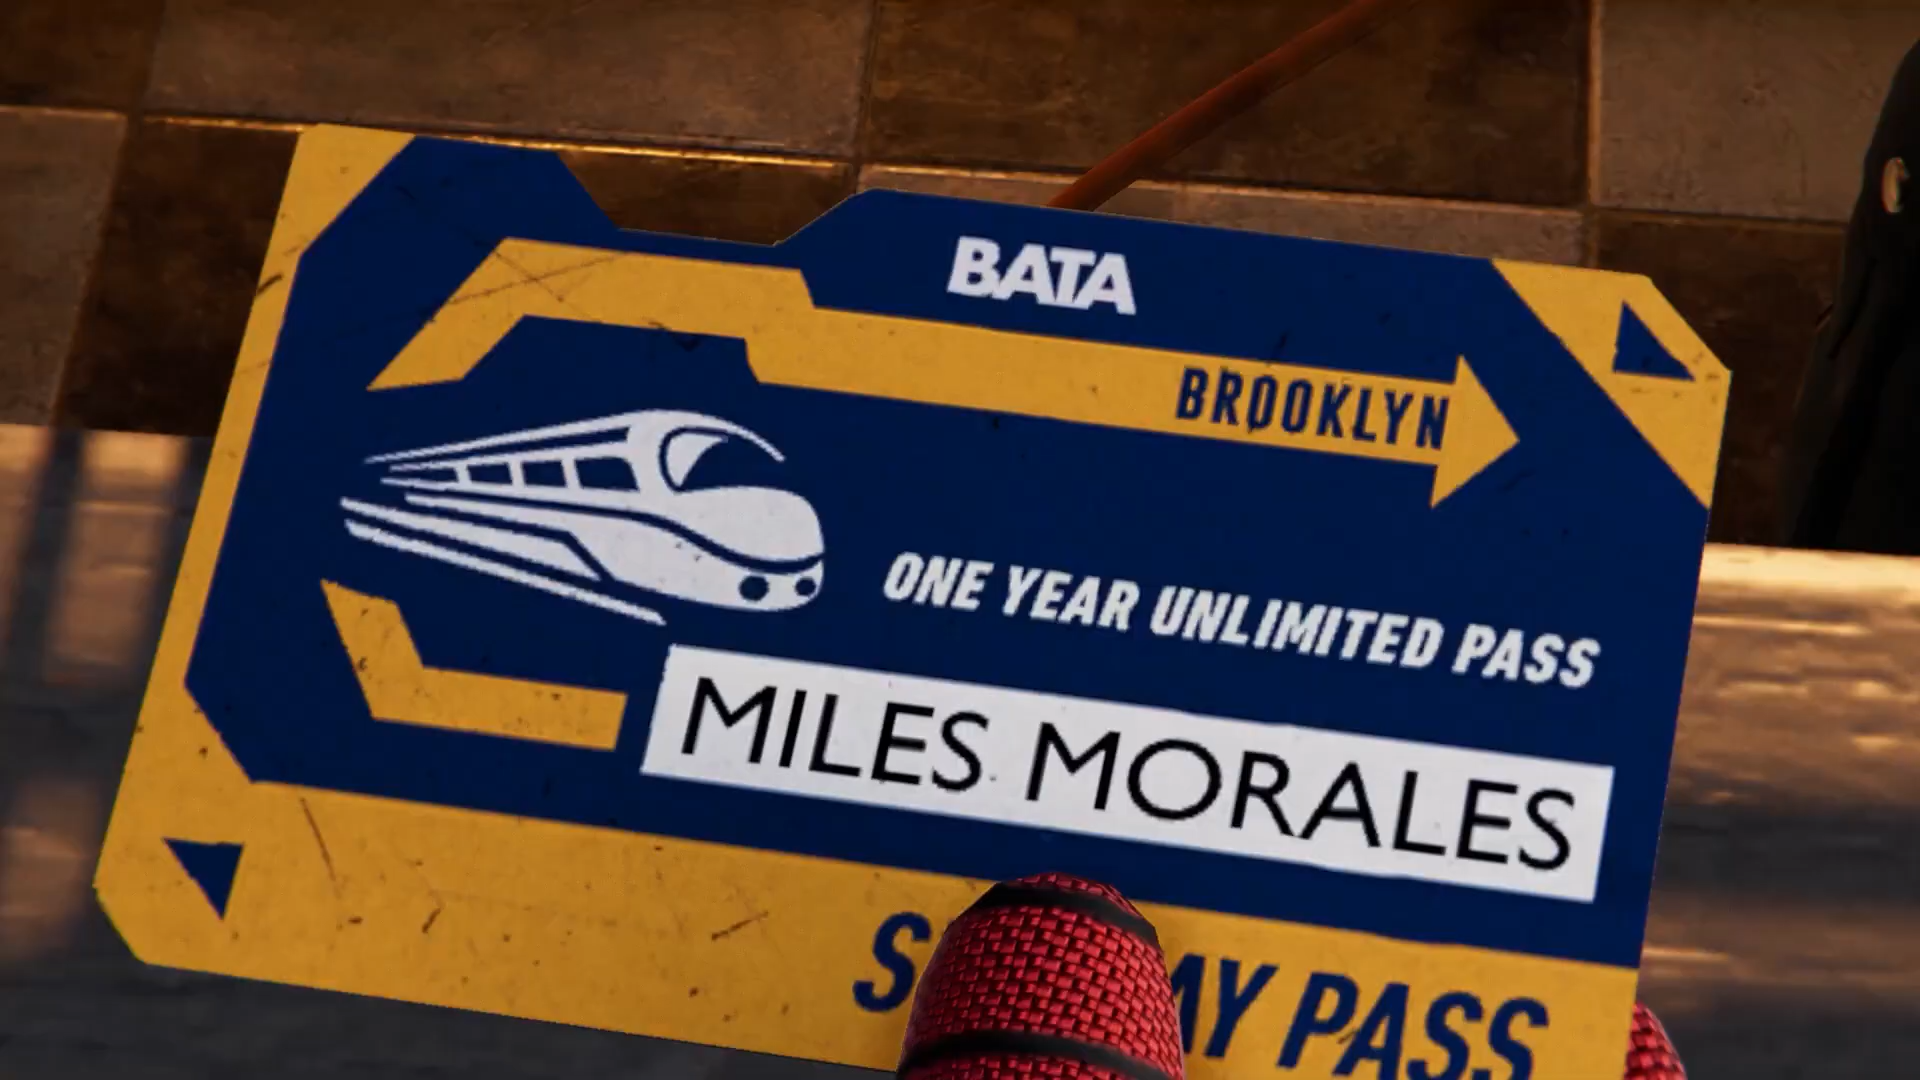 BATA
BROOKLYN
ONE YEAR UNLIMITED PASS
MILES MORALES
PASS